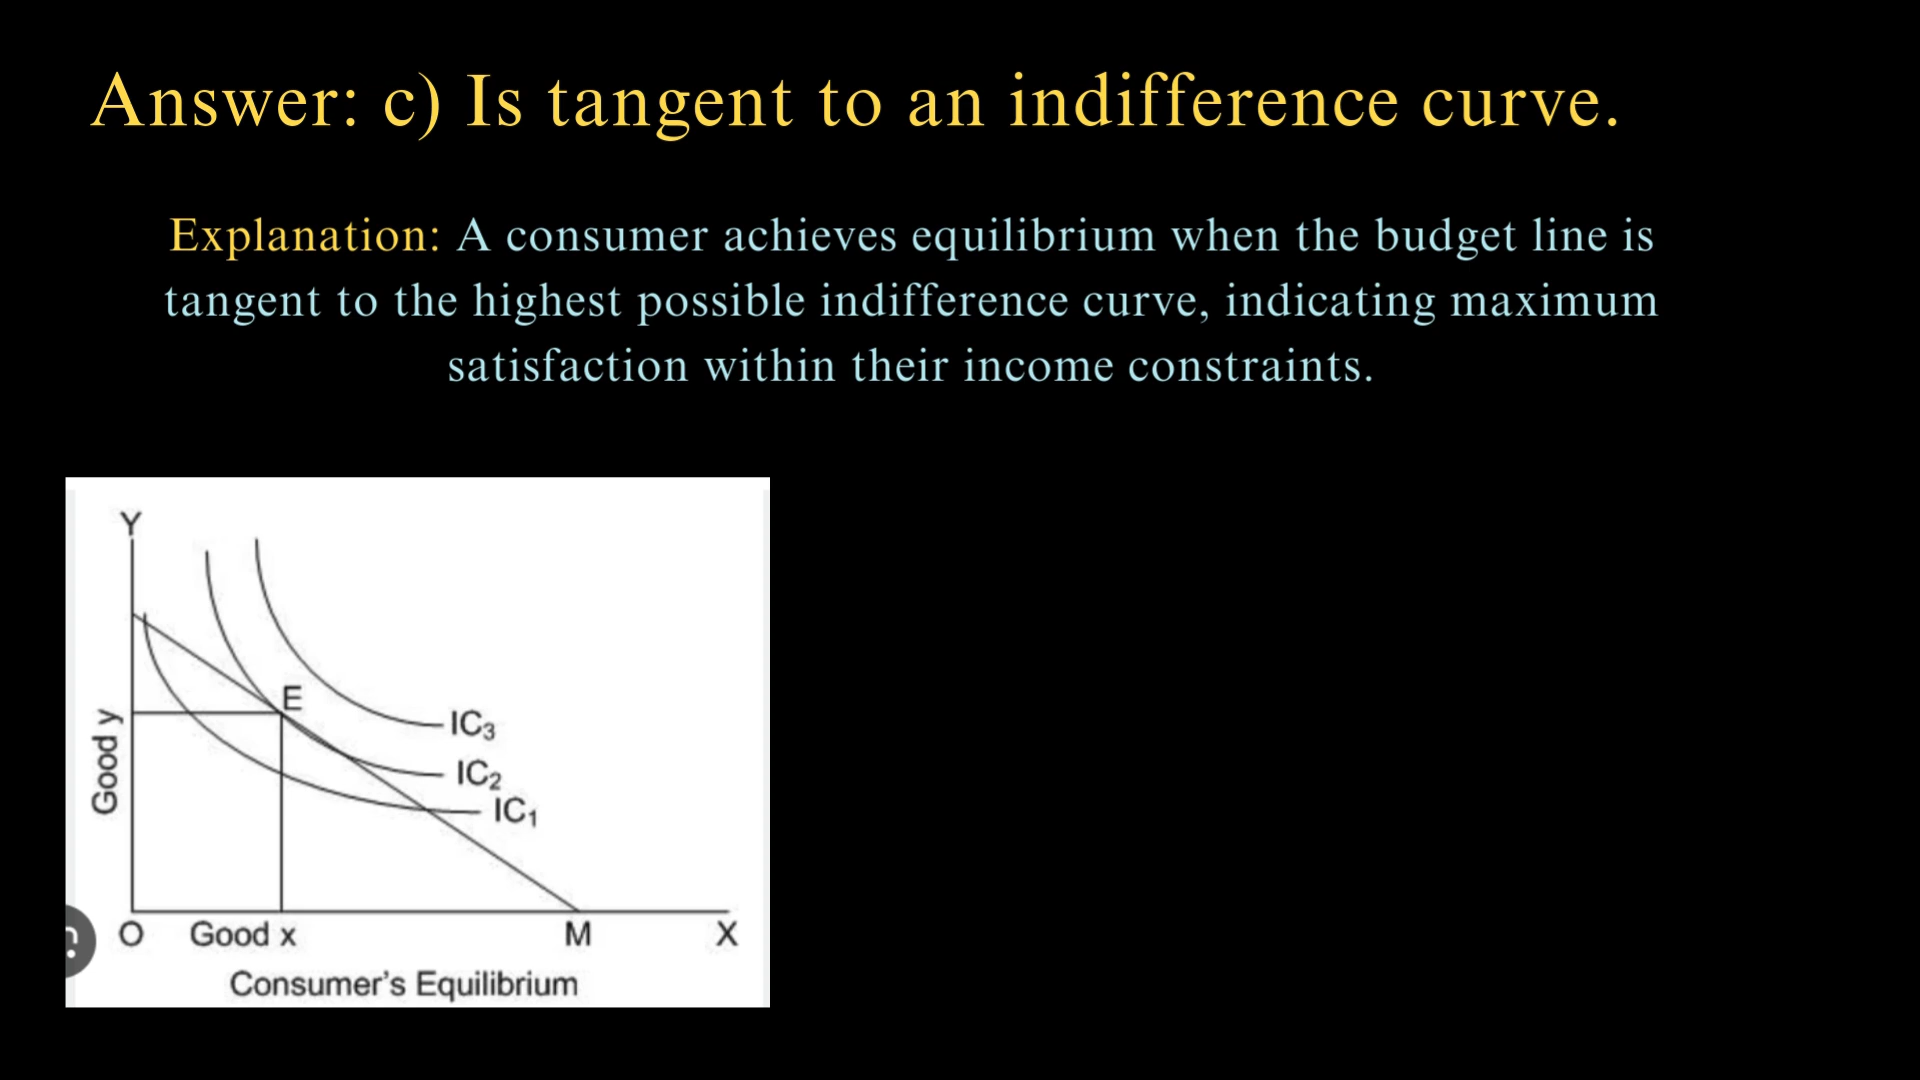 Answer: c) Is tangent to an indifference curve.
Explanation: A consumer achieves equilibrium when the budget line is
tangent to the highest possible indifference curve, indicating maximum
satisfaction within their income constraints.
Y
E
IC₃
IC₂
IC₁
Good y
O
Good x
M
X
Consumer's Equilibrium